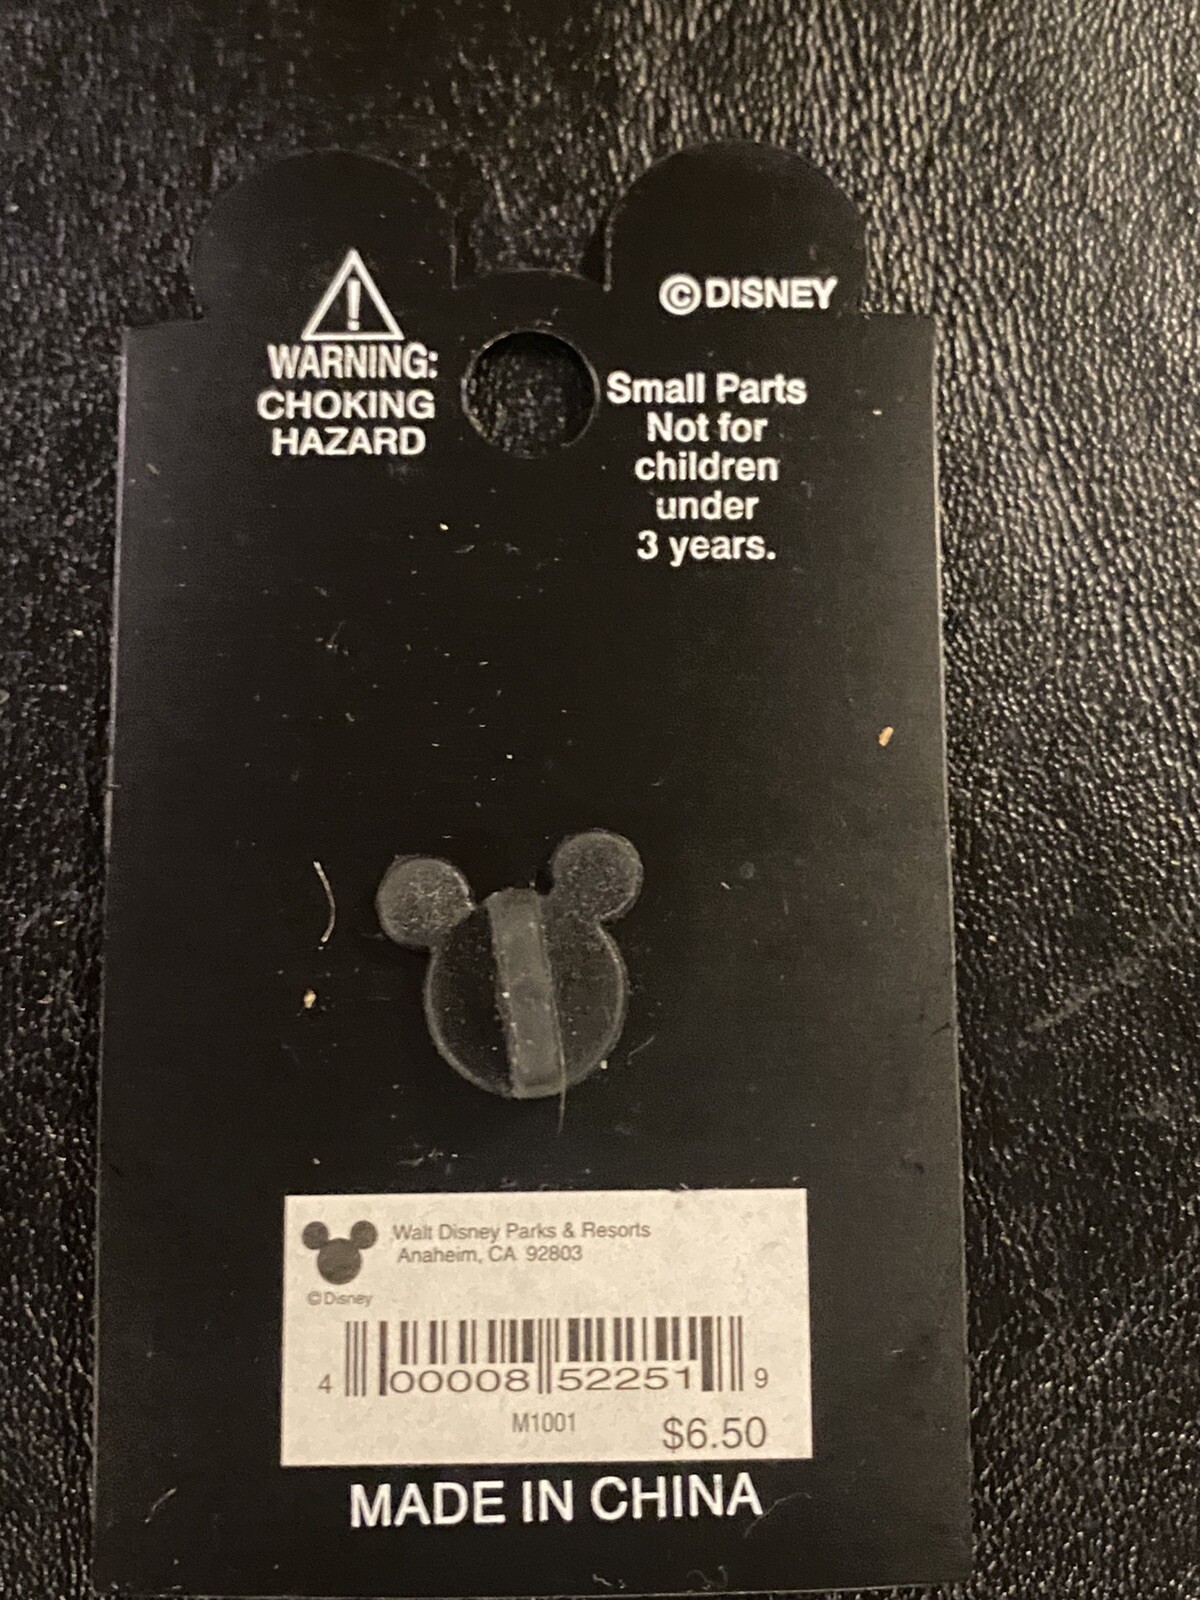 WARNING:
CHOKING
HAZARD
©DISNEY
Small Parts
Not for
children
under
3 years.
Walt Disney Parks & Resorts
Anaheim, CA 92803
©Disney
4 00008 52251 9
M1001
$6.50
MADE IN CHINA